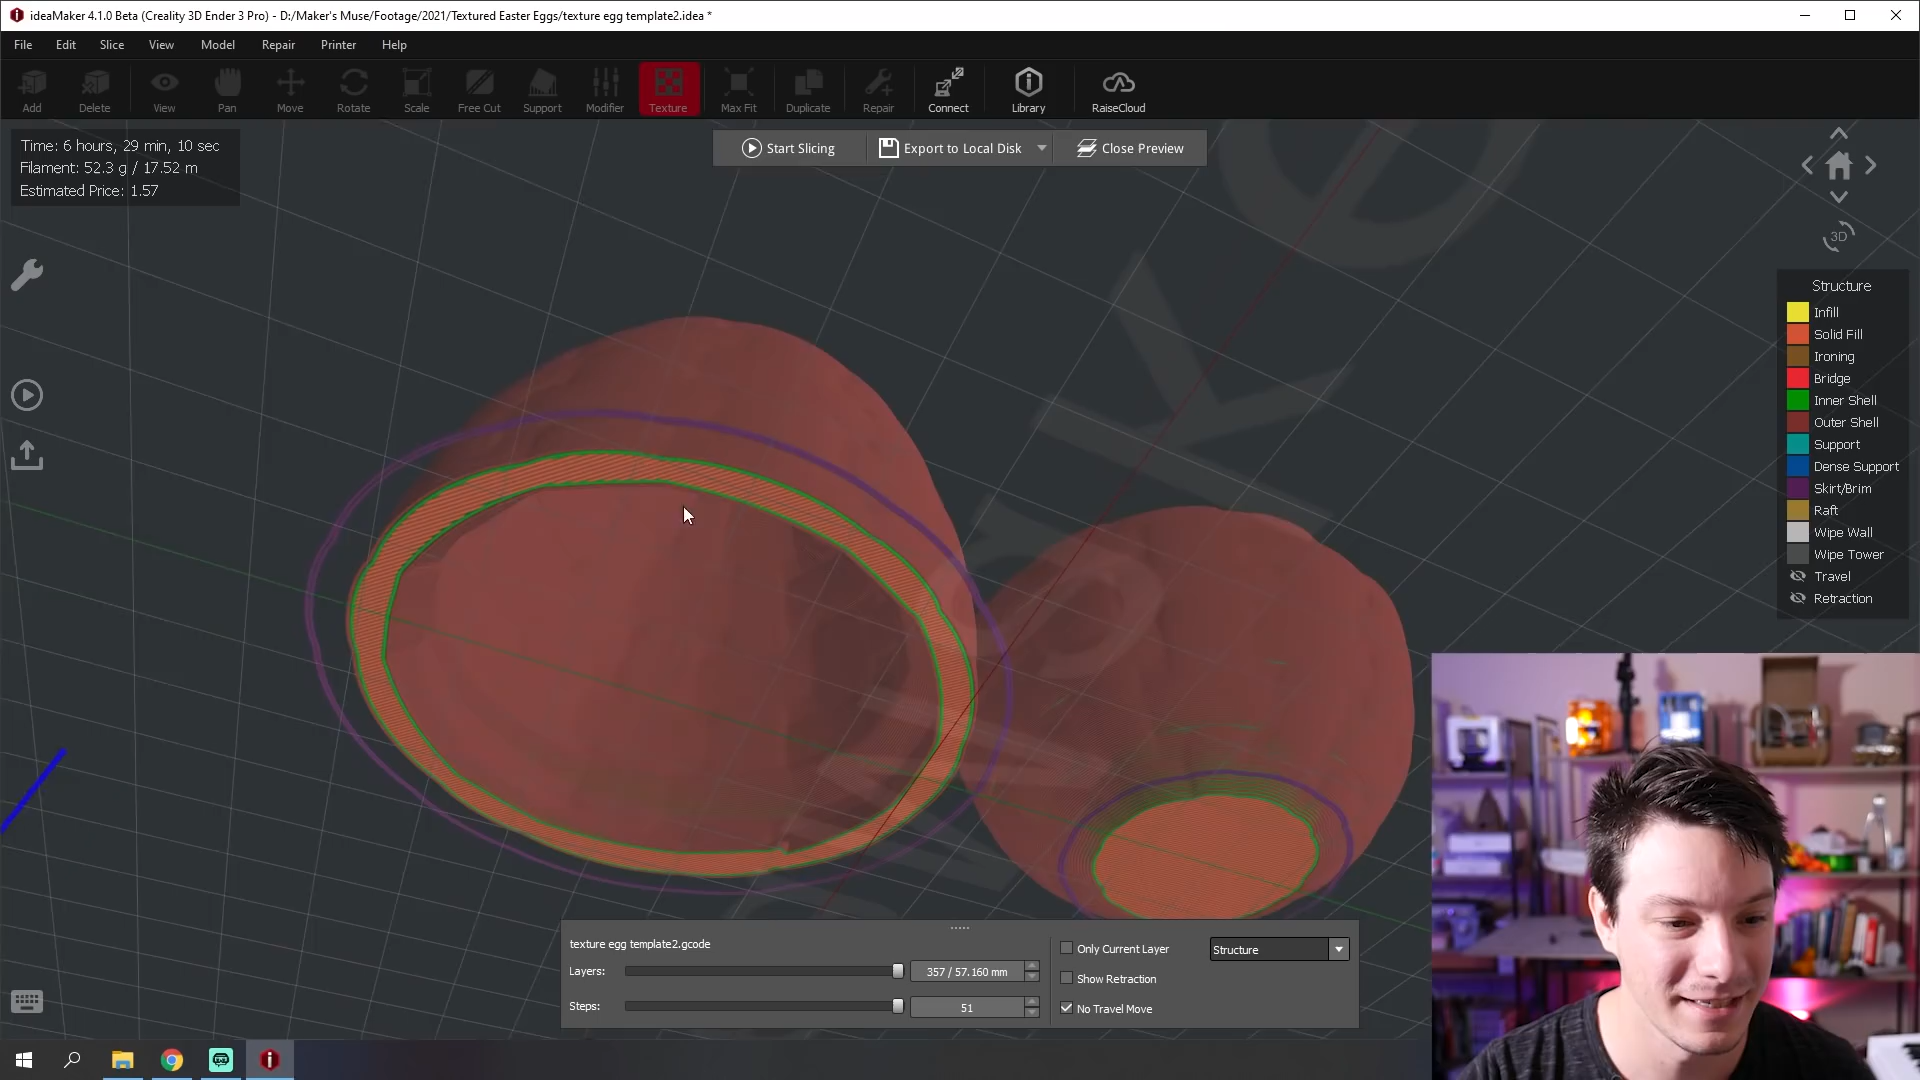 ideaMaker 4.1.0 Beta (Creality 3D Ender 3 Pro) - D:/Maker's Muse/Footage/2021/Textured Easter Eggs/texture egg template2.idea *
File Edit Slice View Model Repair Printer Help
Add Delete View Pan Move Rotate Scale Free Cut Support Modifier Texture Max Fit Duplicate Repair Connect Library RaiseCloud
Time: 6 hours, 29 min, 10 sec
Filament: 52.3 g / 17.52 m
Estimated Price: 1.57
Start Slicing Export to Local Disk Close Preview
3D
Structure
Infill
Solid Fill
Ironing
Bridge
Inner Shell
Outer Shell
Support
Dense Support
Skirt/Brim
Raft
Wipe Wall
Wipe Tower
Travel
Retraction
texture egg template2.gcode
Layers: 357 / 57.160 mm
Steps: 51
Only Current Layer
Structure
Show Retraction
No Travel Move